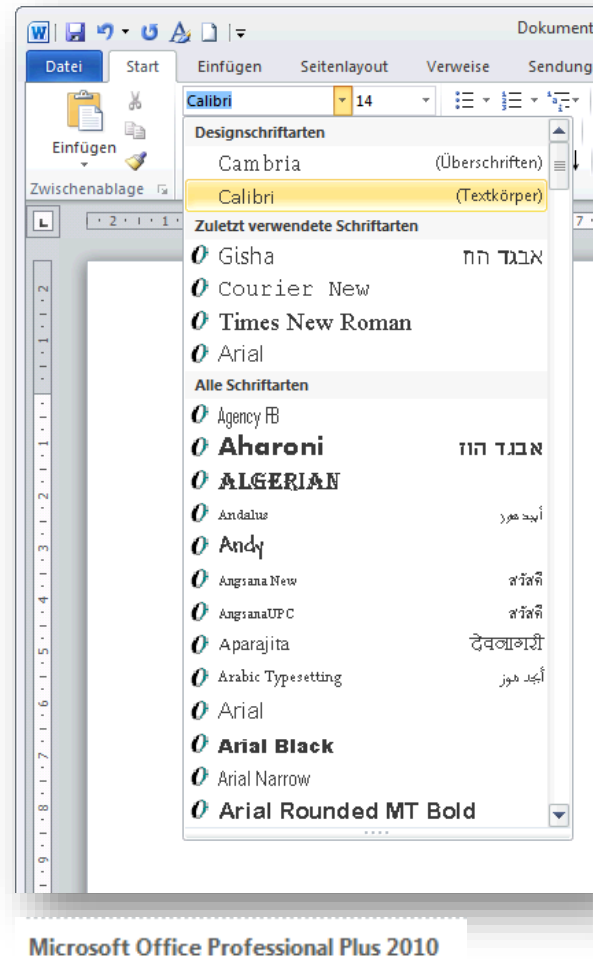 Dokument
Datei Start Einfügen Seitenlayout Verweise Sendung
Calibri 14
Einfügen
Zwischenablage
Designschriftarten
Cambria (Überschriften)
Calibri (Textkörper)
Zuletzt verwendete Schriftarten
Gisha אבגד הוז
Courier New
Times New Roman
Arial
Alle Schriftarten
Agency FB
Aharoni אבגד הוז
ALGERIAN
Andalus أبجد هوز
Andy
Angsana New สวัสดี
AngsanaUPC สวัสดี
Aparajita देवनागरी
Arabic Typesetting أبجد هوز
Arial
Arial Black
Arial Narrow
Arial Rounded MT Bold
Microsoft Office Professional Plus 2010